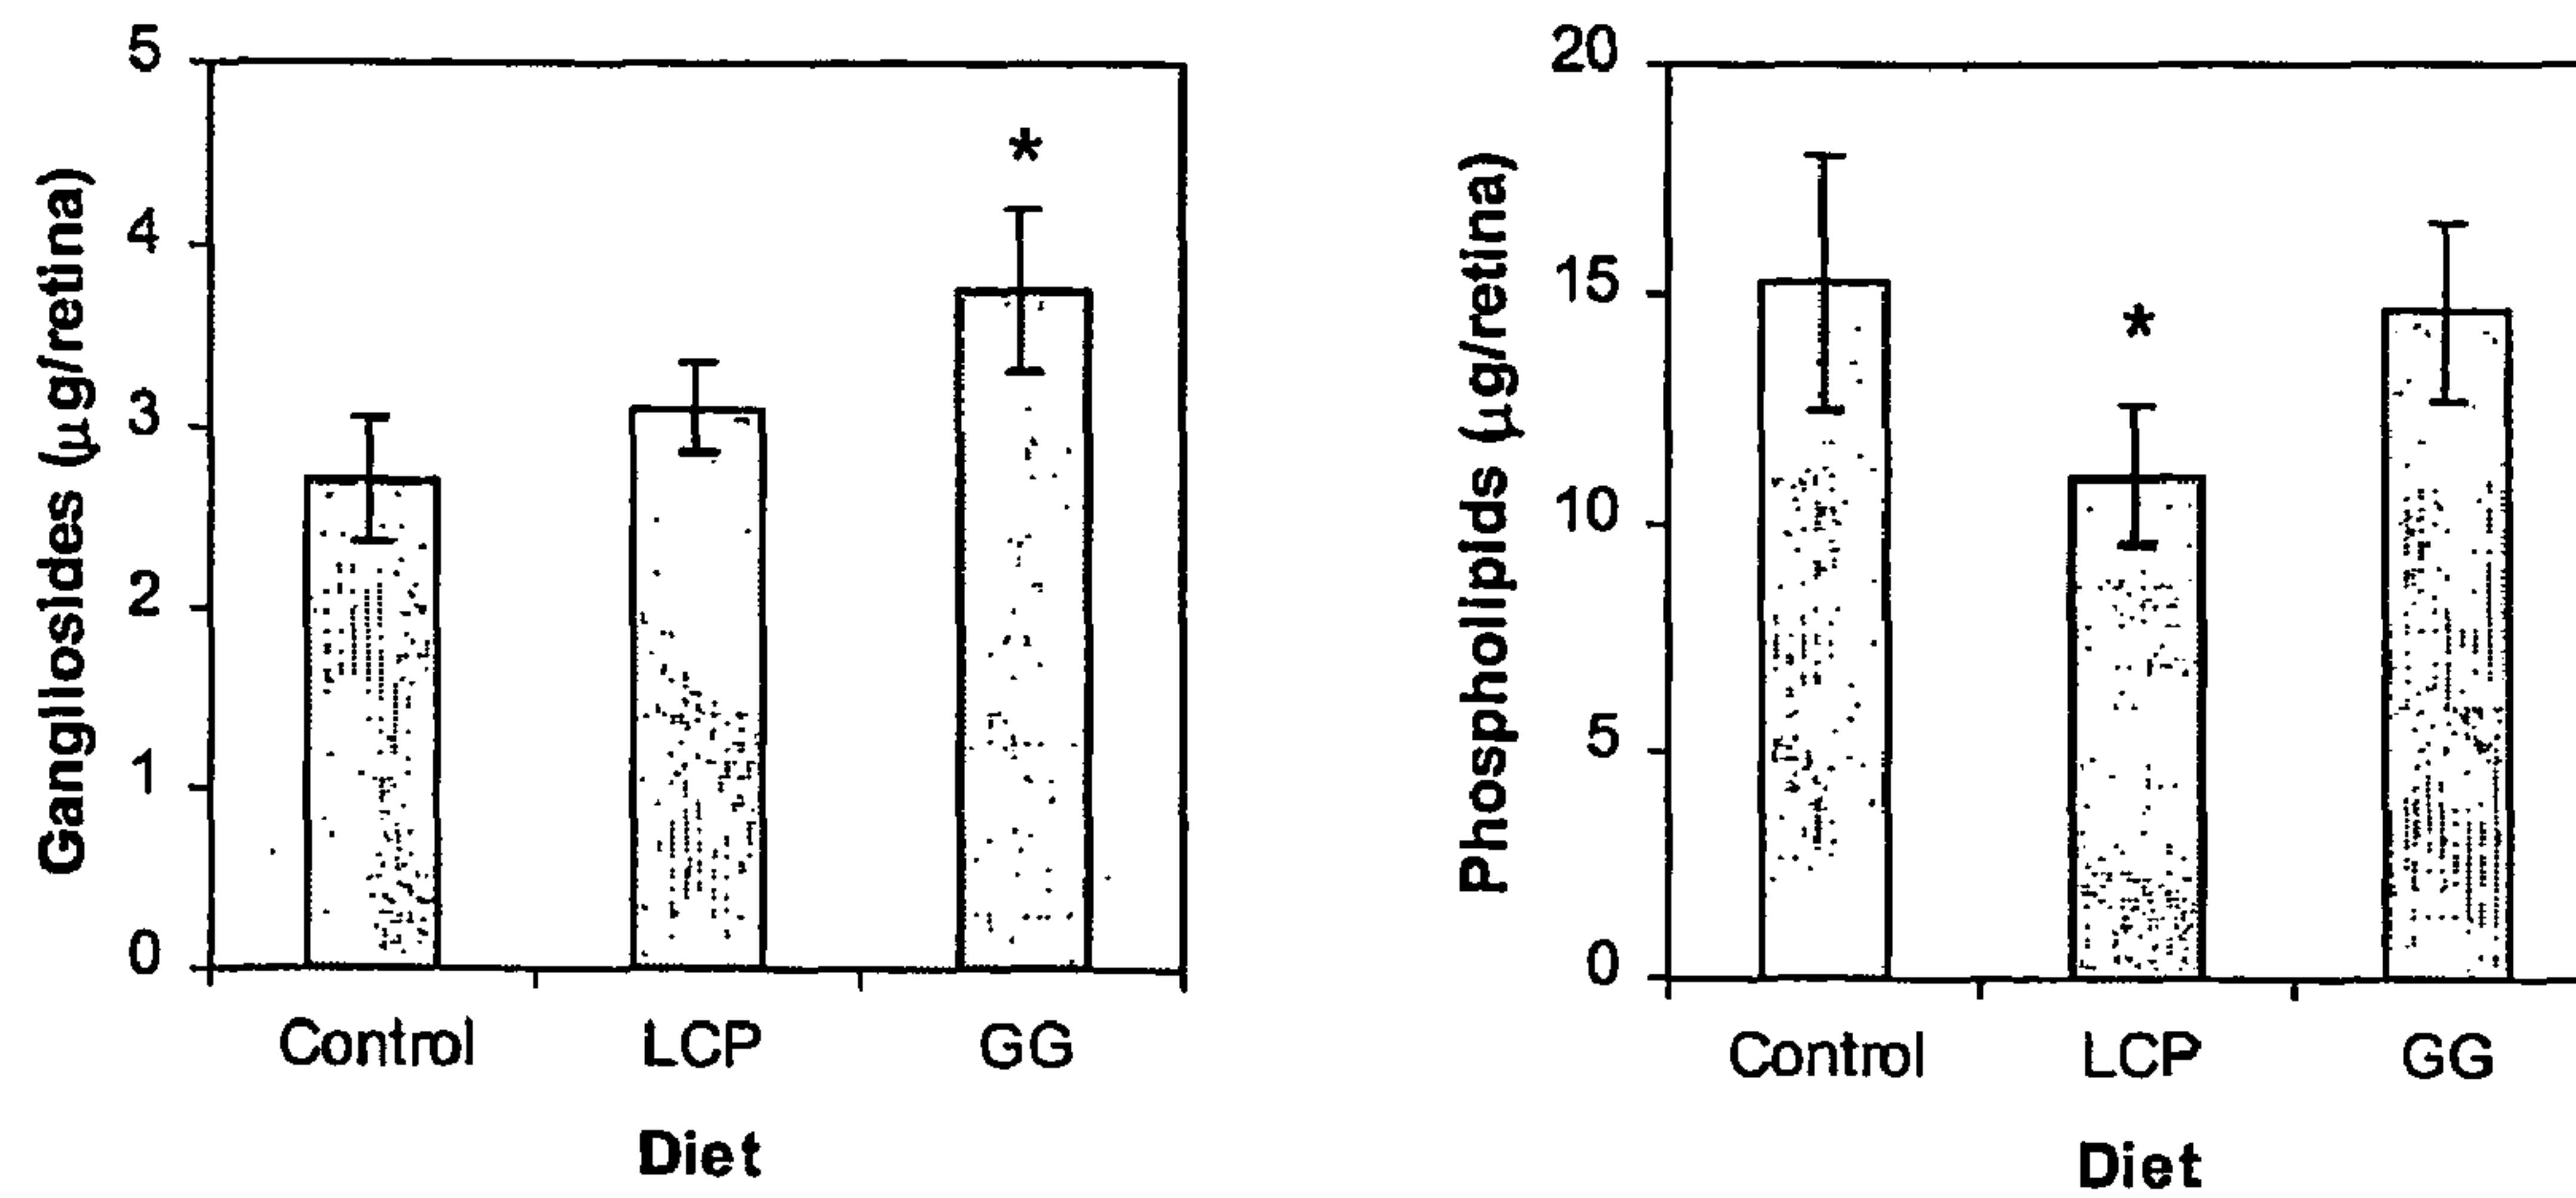 5
4
3
2
1
0
Gangliosides (μg/retina)
*
Control LCP GG
Diet
20
15
10
5
0
Phospholipids (μg/retina)
*
Control LCP GG
Diet